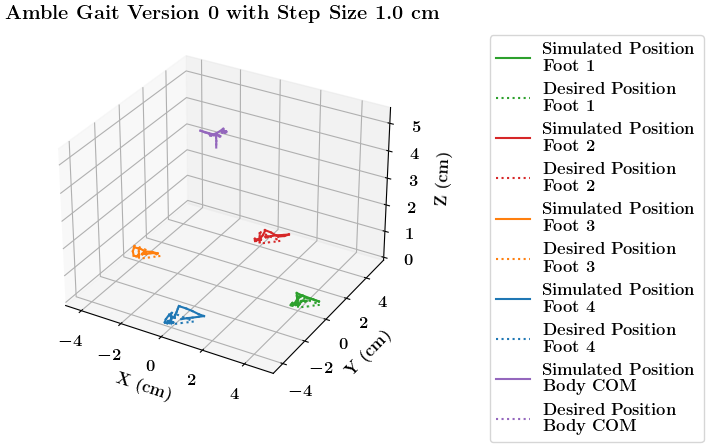 Amble Gait Version 0 with Step Size 1.0 cm
Simulated Position
Foot 1
Desired Position
Foot 1
Simulated Position
Foot 2
Desired Position
Foot 2
Simulated Position
Foot 3
Desired Position
Foot 3
Simulated Position
Foot 4
Desired Position
Foot 4
Simulated Position
Body COM
Desired Position
Body COM
5
4
3
2
1
0
Z (cm)
4
2
0
−2
−4
Y (cm)
−4
−2
0
2
4
X (cm)